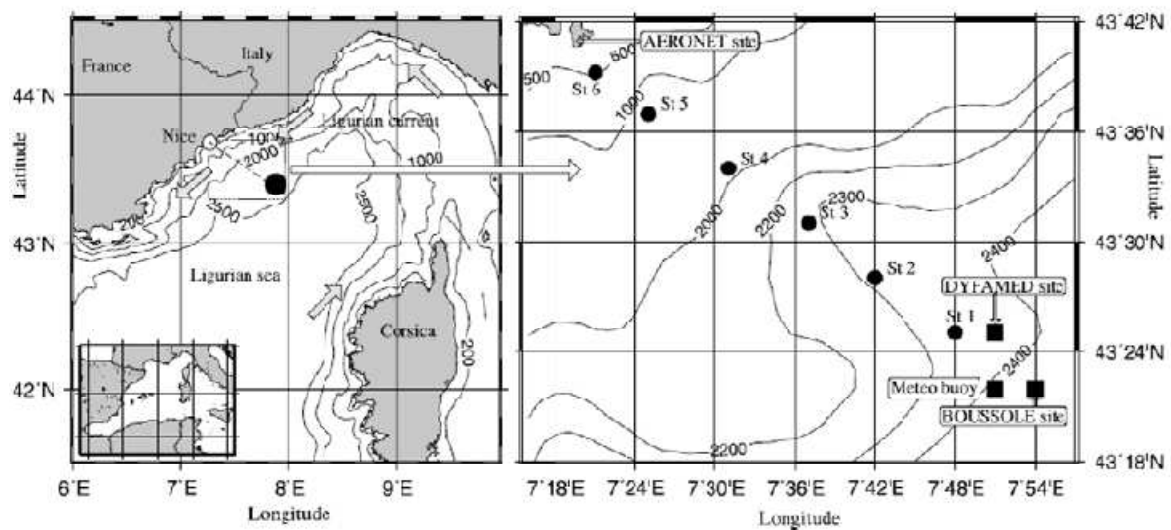 France
Italy
44˚N
Nice
Ligurian current
1000
2000
1000
2500
2500
200
43˚N
Ligurian sea
Corsica
200
42˚N
Latitude
6˚E
7˚E
8˚E
9˚E
Longitude
AERONET site
43˚42'N
500
500
St 6
St 5
1000
43˚36'N
St 4
2300
2000
2200
St 3
43˚30'N
2400
St 2
DYFAMED site
St 1
43˚24'N
2400
Meteo buoy
BOUSSOLE site
2200
43˚18'N
Latitude
7˚18'E
7˚24'E
7˚30'E
7˚36'E
7˚42'E
7˚48'E
7˚54'E
Longitude